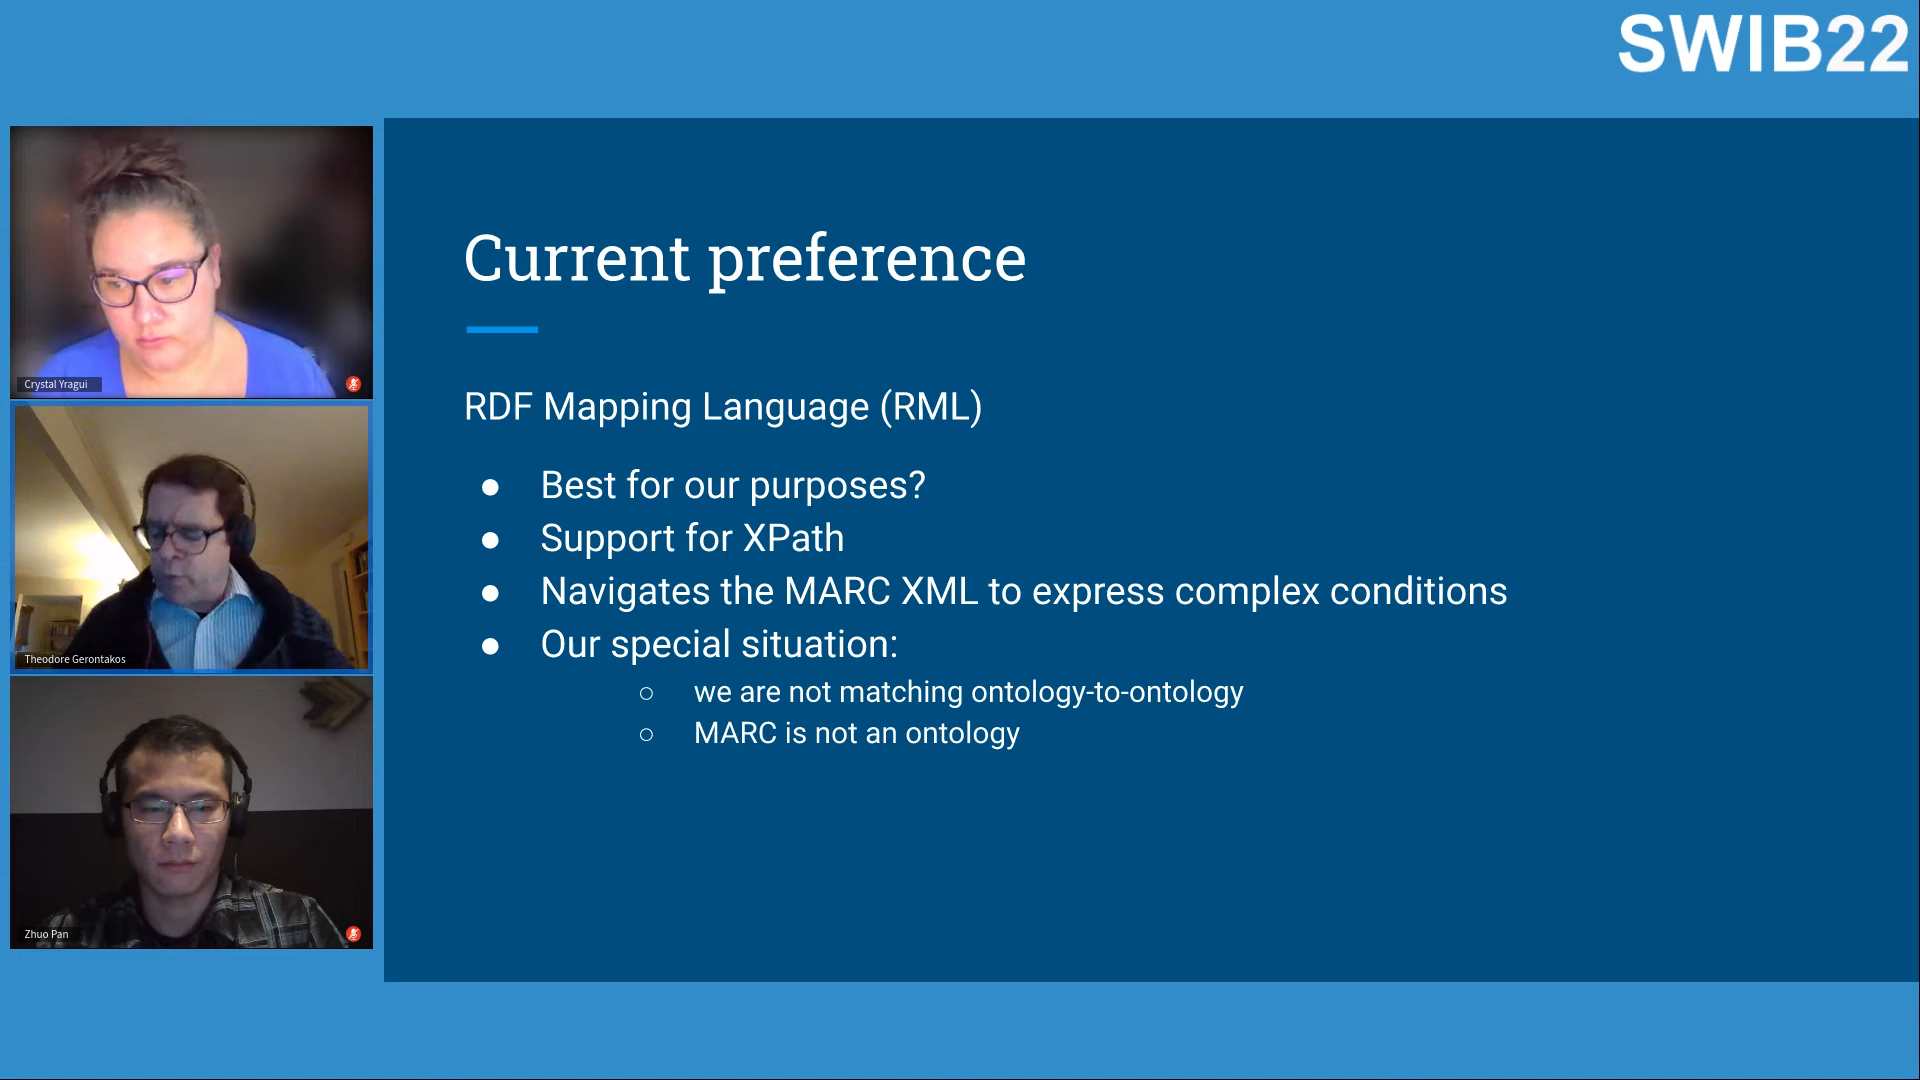 SWIB22
Crystal Yragui
Theodore Gerontakos
Zhuo Pan
Current preference
RDF Mapping Language (RML)
● Best for our purposes?
● Support for XPath
● Navigates the MARC XML to express complex conditions
● Our special situation:
○ we are not matching ontology-to-ontology
○ MARC is not an ontology